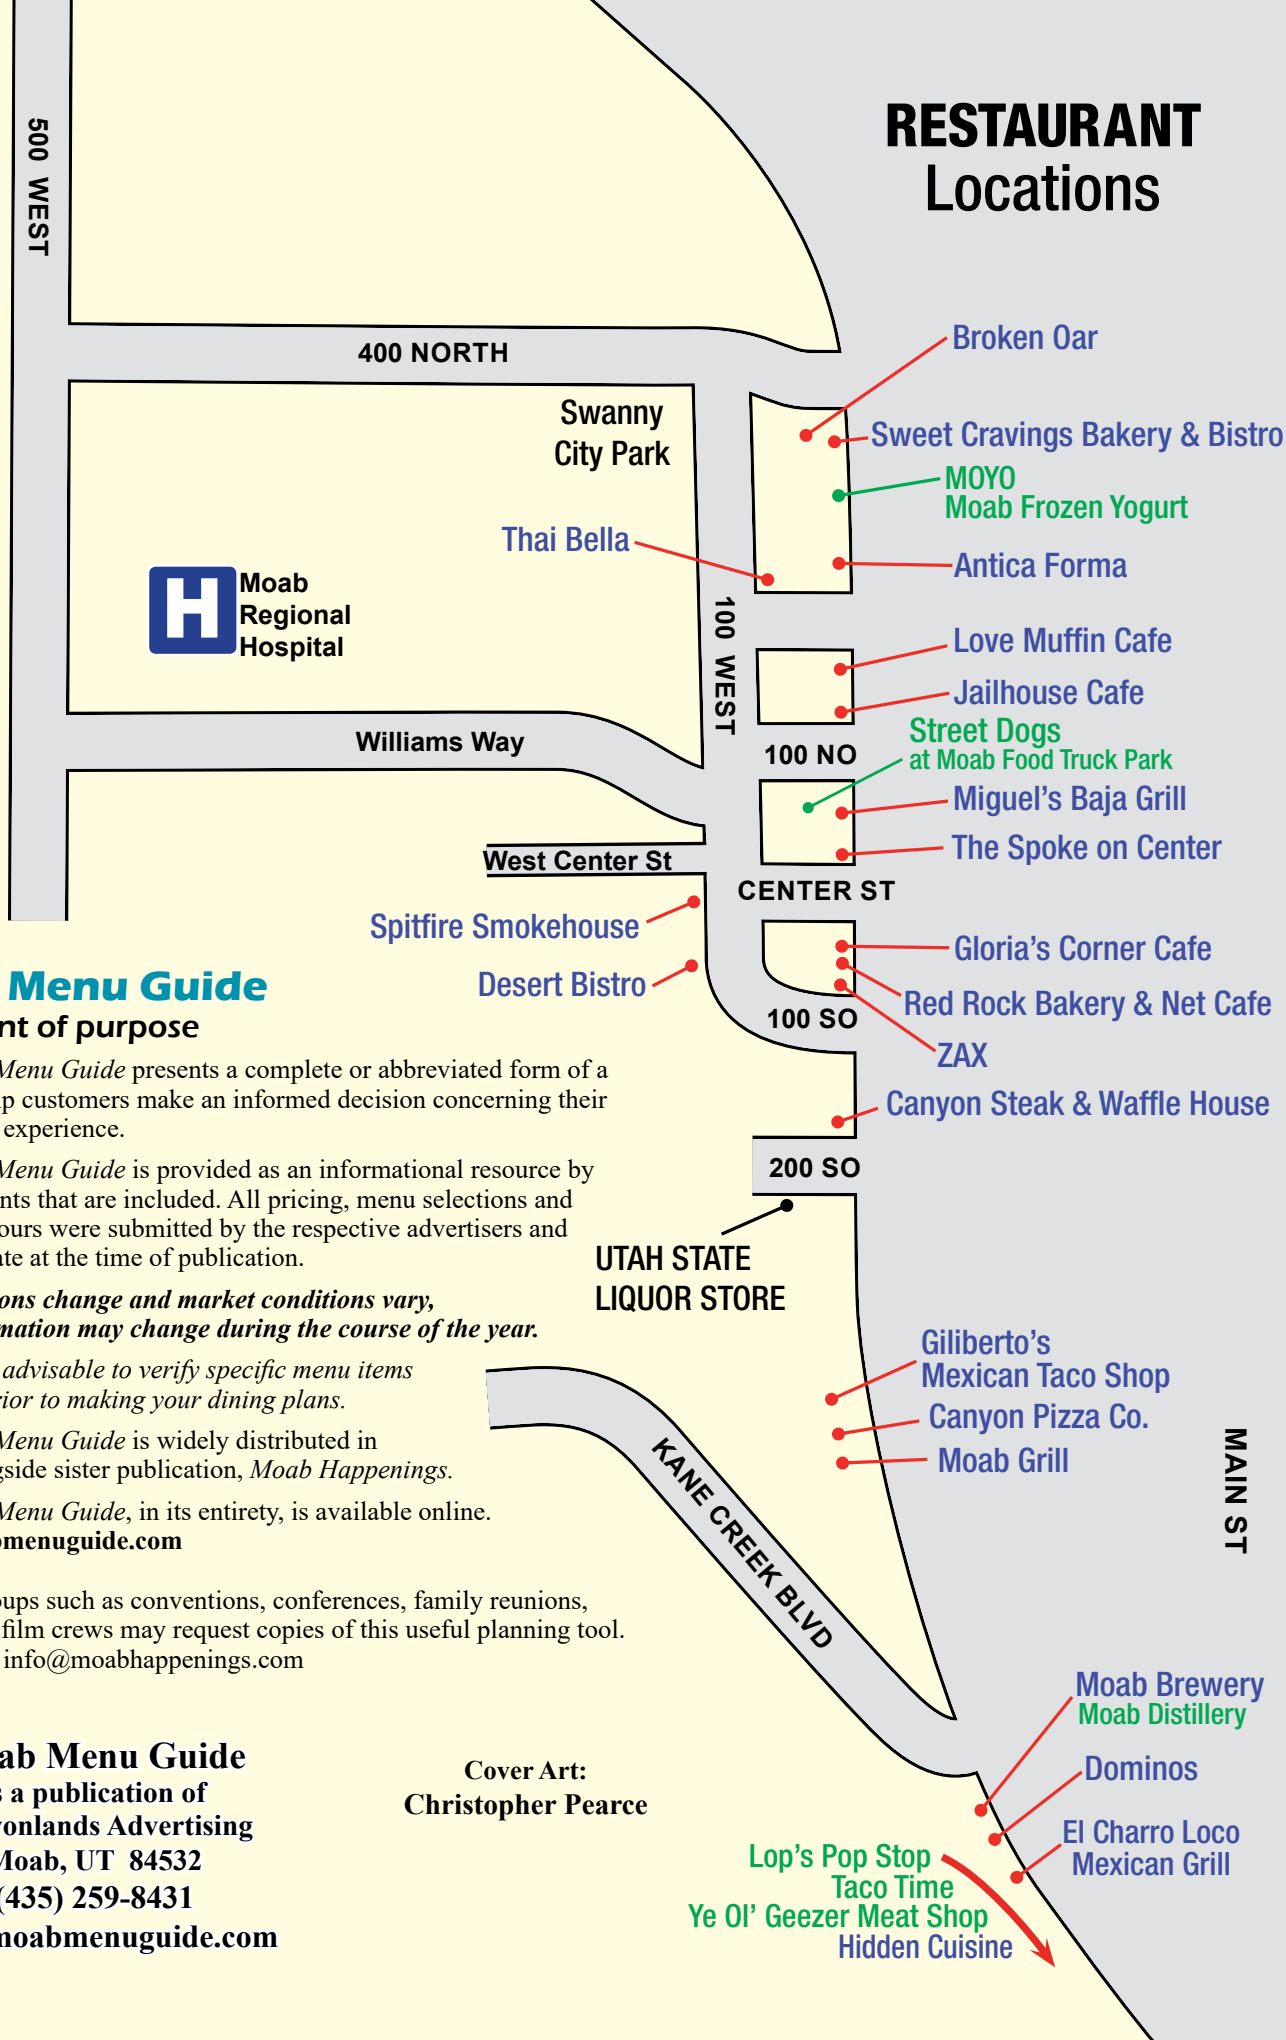 RESTAURANT
Locations
500 WEST
400 NORTH
Swanny
City Park
Broken Oar
Sweet Cravings Bakery & Bistro
MOYO
Moab Frozen Yogurt
Thai Bella
Antica Forma
Moab
Regional
Hospital
H
100 WEST
Love Muffin Cafe
Jailhouse Cafe
Williams Way
100 NO
Street Dogs
at Moab Food Truck Park
Miguel's Baja Grill
The Spoke on Center
West Center St
CENTER ST
Spitfire Smokehouse
Desert Bistro
Gloria's Corner Cafe
Red Rock Bakery & Net Cafe
100 SO
ZAX
Canyon Steak & Waffle House
200 SO
UTAH STATE
LIQUOR STORE
Giliberto's
Mexican Taco Shop
Canyon Pizza Co.
Moab Grill
MAIN ST
KANE CREEK BLVD
Moab Brewery
Moab Distillery
Dominos
El Charro Loco
Mexican Grill
Lop's Pop Stop
Taco Time
Ye Ol' Geezer Meat Shop
Hidden Cuisine
Menu Guide
nt of purpose
Menu Guide presents a complete or abbreviated form of a
p customers make an informed decision concerning their
experience.
Menu Guide is provided as an informational resource by
nts that are included. All pricing, menu selections and
ours were submitted by the respective advertisers and
ate at the time of publication.
ons change and market conditions vary,
mation may change during the course of the year.
advisable to verify specific menu items
rior to making your dining plans.
Menu Guide is widely distributed in
gside sister publication, Moab Happenings.
Menu Guide, in its entirety, is available online.
bmenuguide.com
oups such as conventions, conferences, family reunions,
film crews may request copies of this useful planning tool.
info@moabhappenings.com
ab Menu Guide
s a publication of
yonlands Advertising
Moab, UT 84532
(435) 259-8431
moabmenuguide.com
Cover Art:
Christopher Pearce